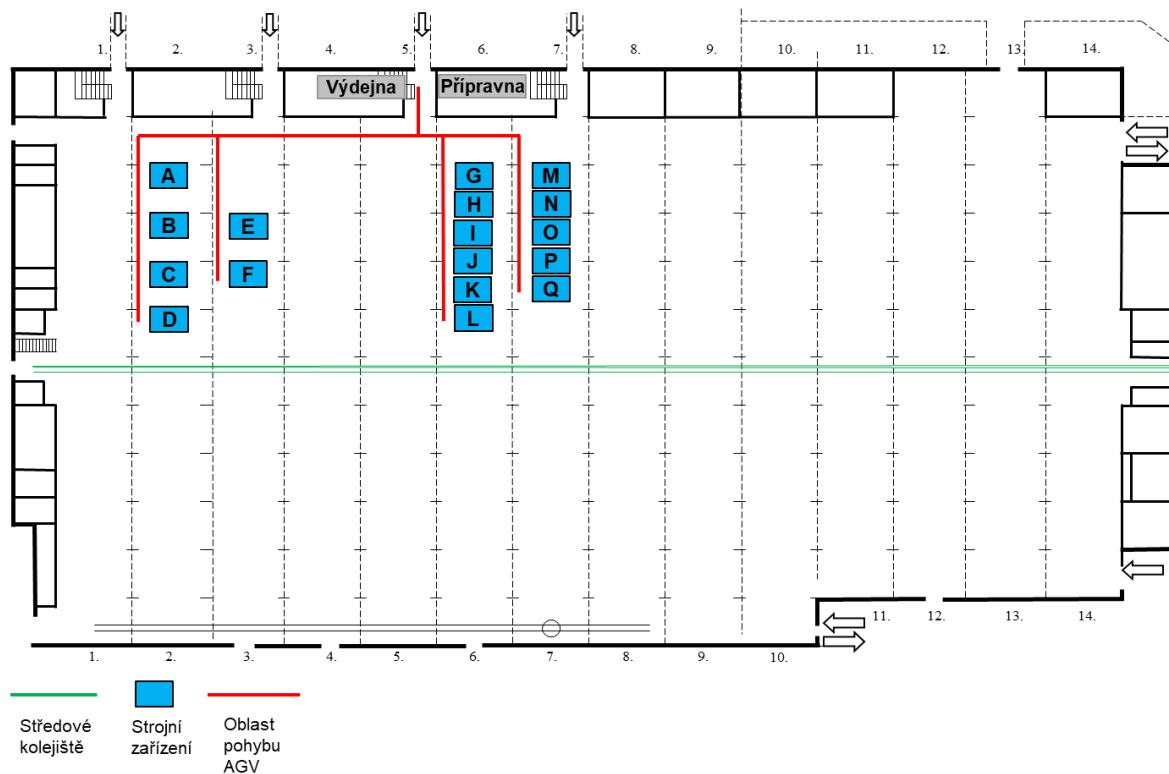 1. 2. 3. 4. 5. 6. 7. 8. 9. 10. 11. 12. 13. 14.
Výdejna Přípravna
A G M
H N
B E I O
C F J P
K Q
D L
11. 12. 13. 14.
1. 2. 3. 4. 5. 6. 7. 8. 9. 10.
Středové
kolejiště
Strojní
zařízení
Oblast
pohybu
AGV